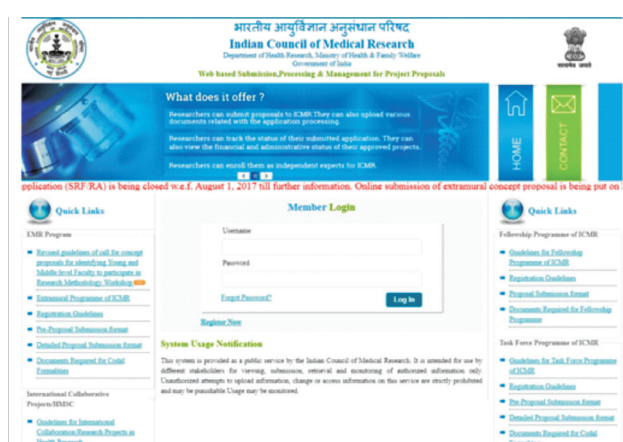 भारतीय आयुर्विज्ञान अनुसंधान परिषद
Indian Council of Medical Research
Department of Health Research, Ministry of Health & Family Welfare
Government of India
Web based Submission,Processing & Management for Project Proposals
सत्यमेव जयते
What does it offer ?
Researchers can submit proposals to ICMR They can also upload various
documents related with the application processing.
Researchers can track the status of their submitted application. They can
also view the financial and administrative status of their approved projects.
Researchers can enroll them as independent experts for ICMR
HOME
CONTACT
pplication (SRF/RA) is being closed w.e.f. August 1, 2017 till further information. Online submission of extramural concept proposal is being put on
Quick Links
EMR Program
Revised guidelines of call for concept
proposals for identifying Young and
Middle level Faculty to participate in
Research Methodology Workshop
Extramural Programme of ICMR
Registration Guidelines
Pre-Proposal Submission format
Detailed Proposal Submission format
Documents Required for Codal
Formalities
International Collaborative
Projects/HMSC
Guidelines for International
Collaboration/Research Projects in
Health Research
Member Login
Username
Password
Forgot Password?
Log In
Register Now
System Usage Notification
This system is provided as a public service by the Indian Council of Medical Research. It is intended for use by
different stakeholders for viewing, submission, retrieval and monitoring of authorized information only.
Unauthorized attempts to upload information, change or access information on this service are strictly prohibited
and may be punishable Usage may be monitored.
Quick Links
Fellowship Programme of ICMR
Guidelines for Fellowship
Programme of ICMR
Registration Guidelines
Proposal Submission format
Documents Required for Fellowship
Programme
Task Force Programme of ICMR
Guidelines for Task Force Programme
of ICMR
Registration Guidelines
Pre-Proposal Submission format
Detailed Proposal Submission format
Documents Required for Codal